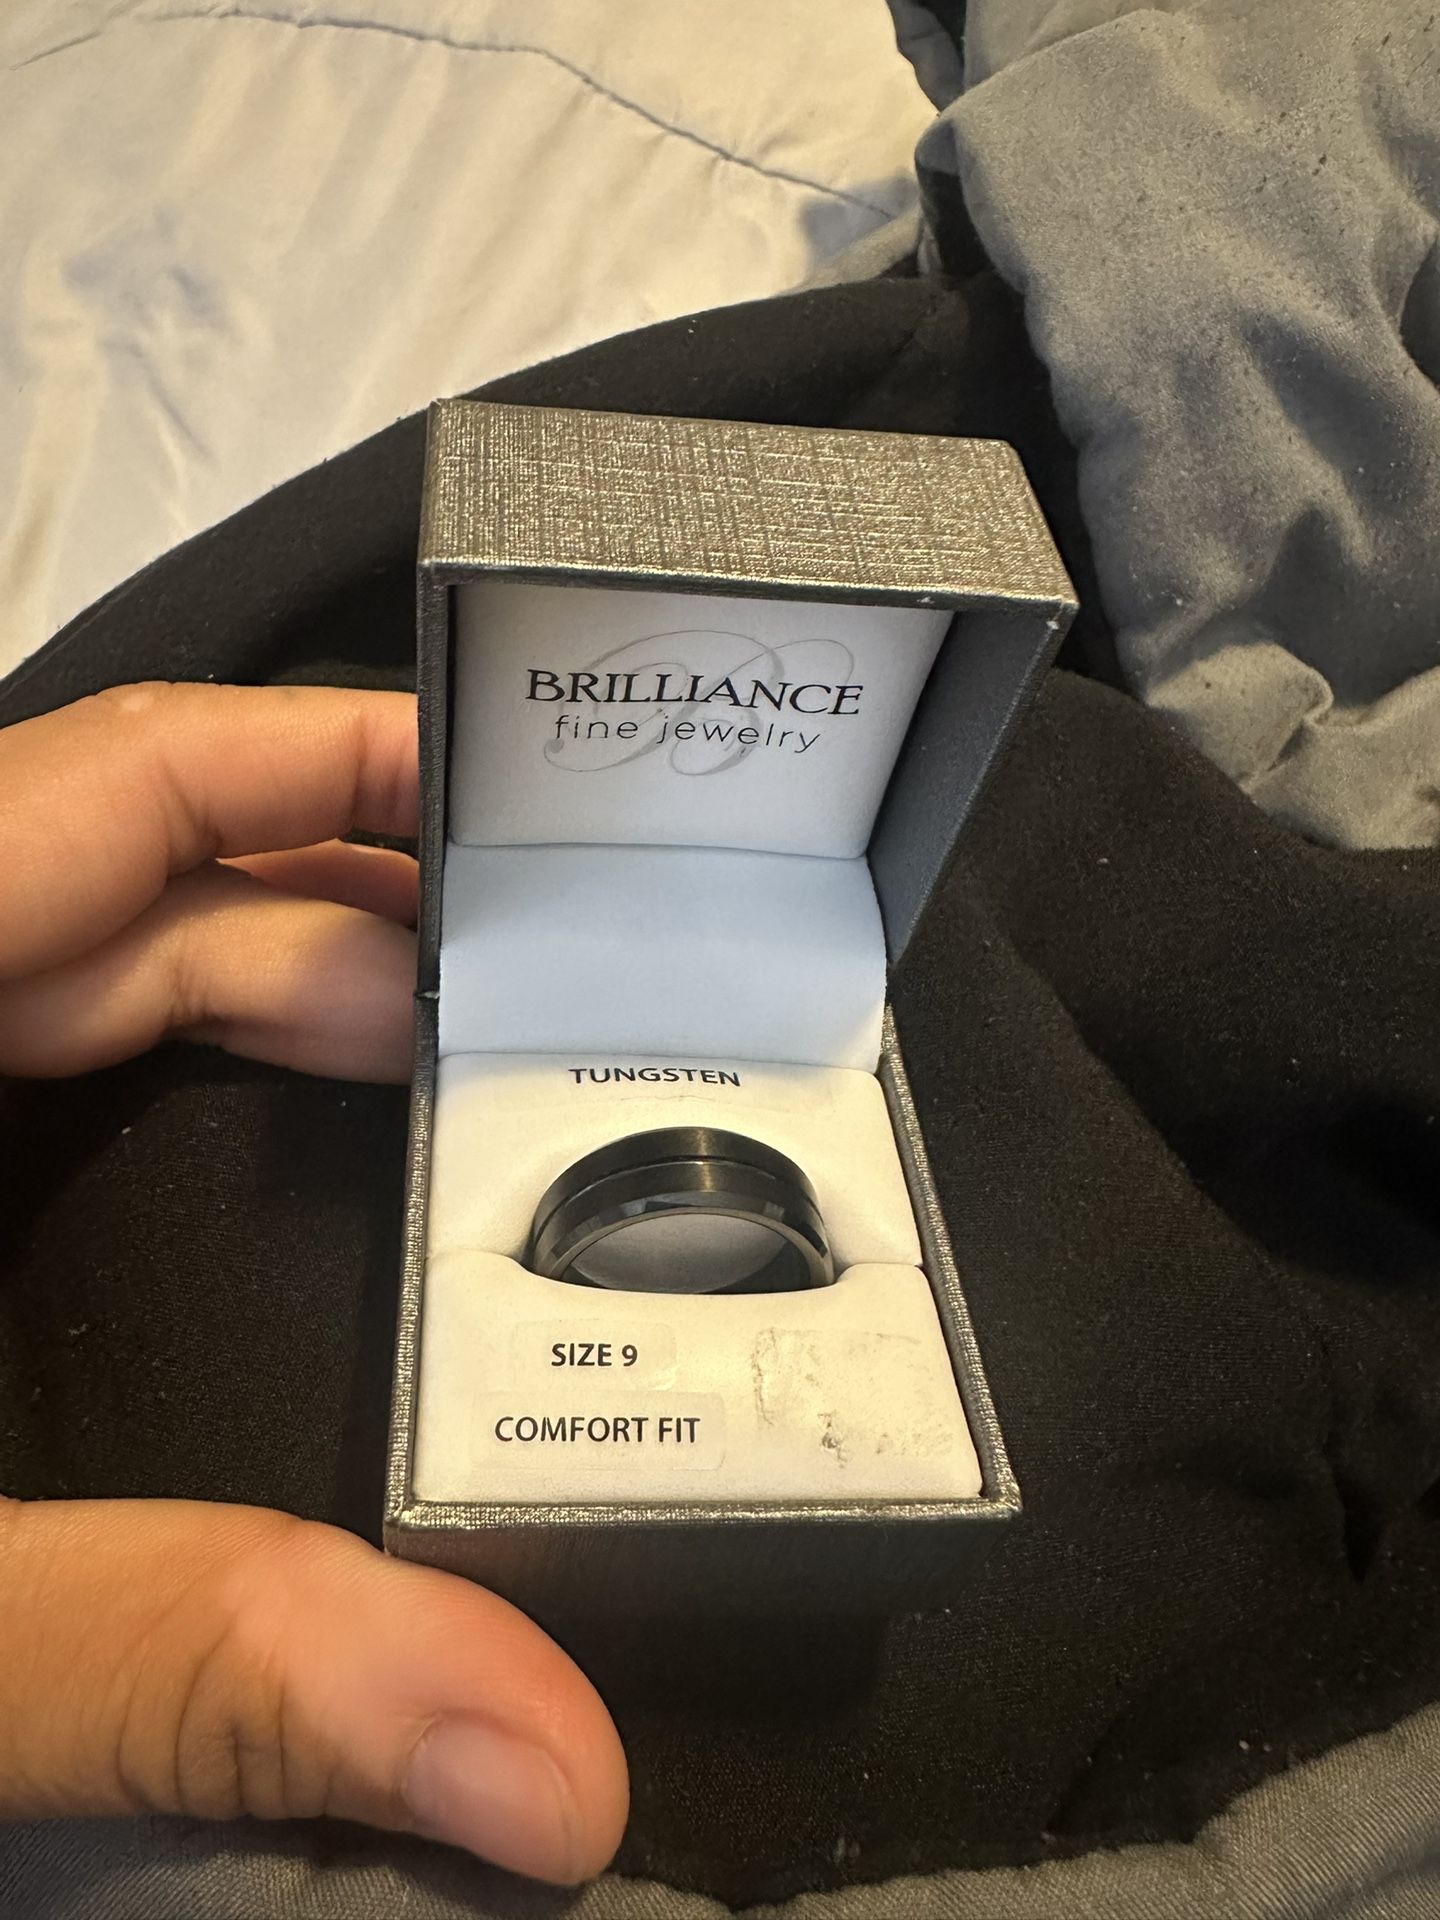 BRILLIANCE
fine jewelry
TUNGSTEN
SIZE 9
COMFORT FIT